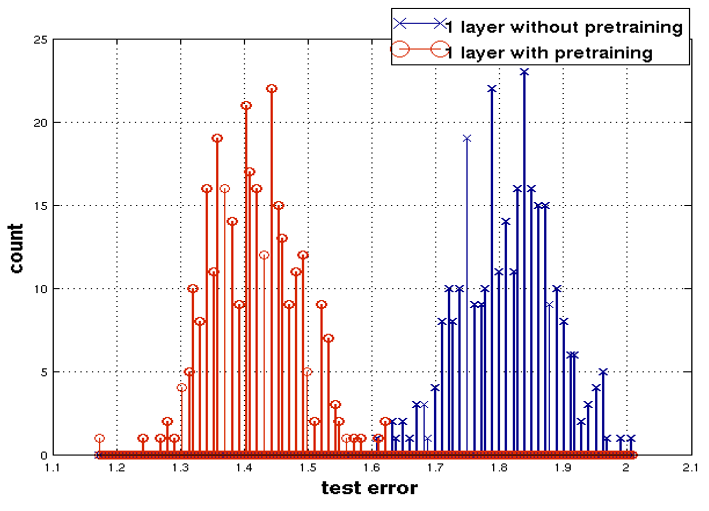 1 layer without pretraining
1 layer with pretraining
25
20
15
10
5
0
count
1.1 1.2 1.3 1.4 1.5 1.6 1.7 1.8 1.9 2 2.1
test error